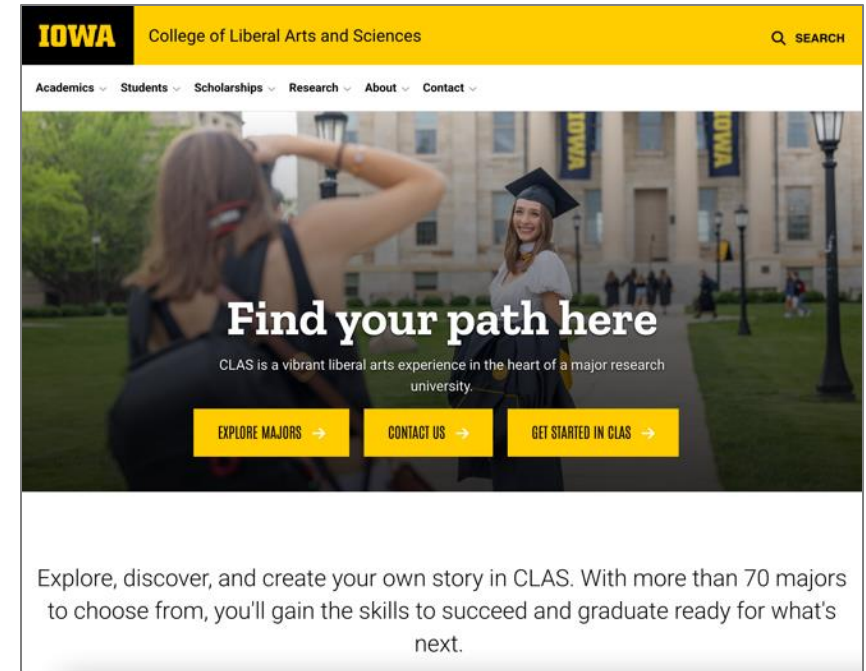 IOWA College of Liberal Arts and Sciences SEARCH
Academics Students Scholarships Research About Contact
IOWA
IOWA
Find your path here
CLAS is a vibrant liberal arts experience in the heart of a major research
university.
EXPLORE MAJORS → CONTACT US → GET STARTED IN CLAS →
Explore, discover, and create your own story in CLAS. With more than 70 majors
to choose from, you'll gain the skills to succeed and graduate ready for what's
next.